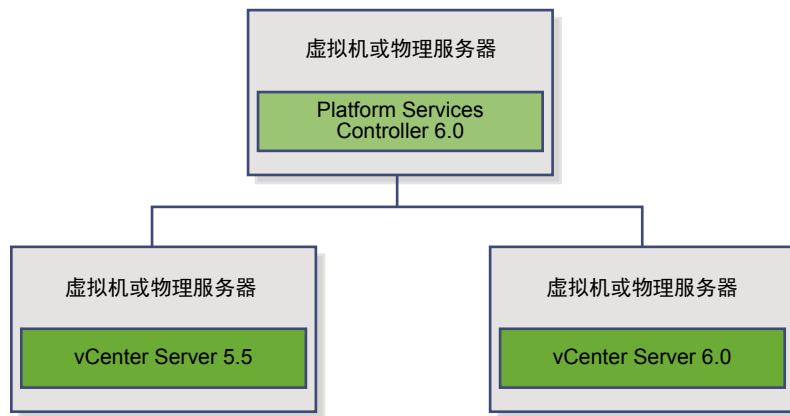 虚拟机或物理服务器
Platform Services
Controller 6.0
虚拟机或物理服务器
vCenter Server 5.5
虚拟机或物理服务器
vCenter Server 6.0